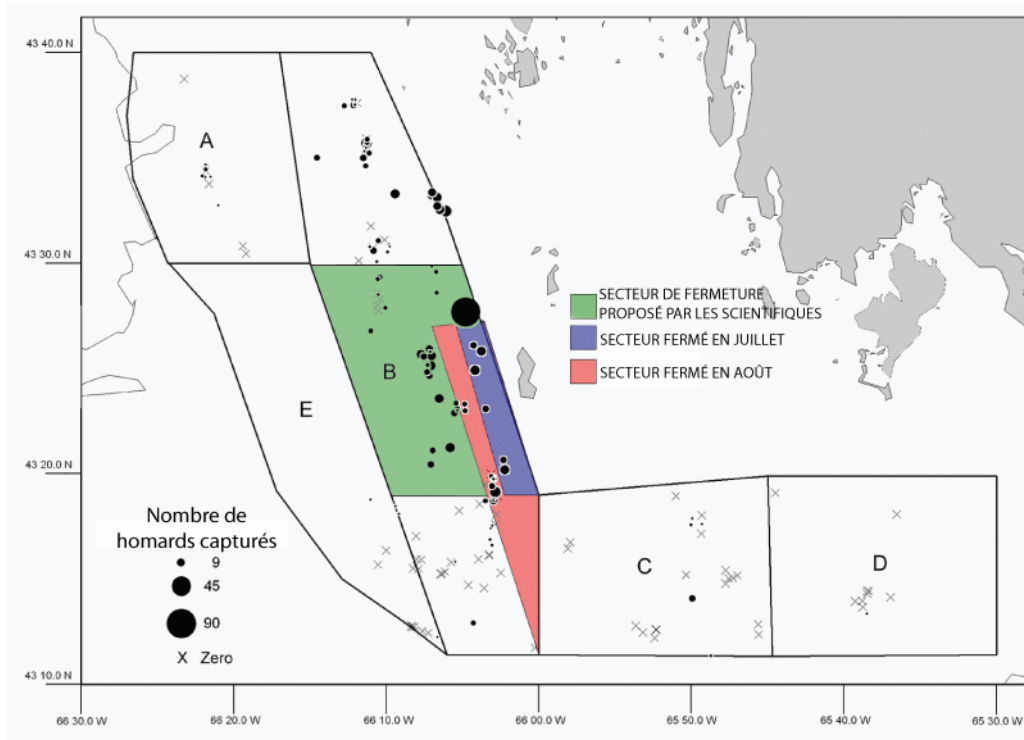 43 40.0 N
A
43 30.0 N
SECTEUR DE FERMETURE
PROPOSÉ PAR LES SCIENTIFIQUES
SECTEUR FERMÉ EN JUILLET
B
SECTEUR FERMÉ EN AOÛT
E
43 20.0 N
Nombre de
homards capturés
9
45
90
X Zero
C
D
43 10.0 N
66 30.0 W
66 20.0 W
66 10.0 W
66 00.0 W
65 50.0 W
65 40.0 W
65 30.0 W